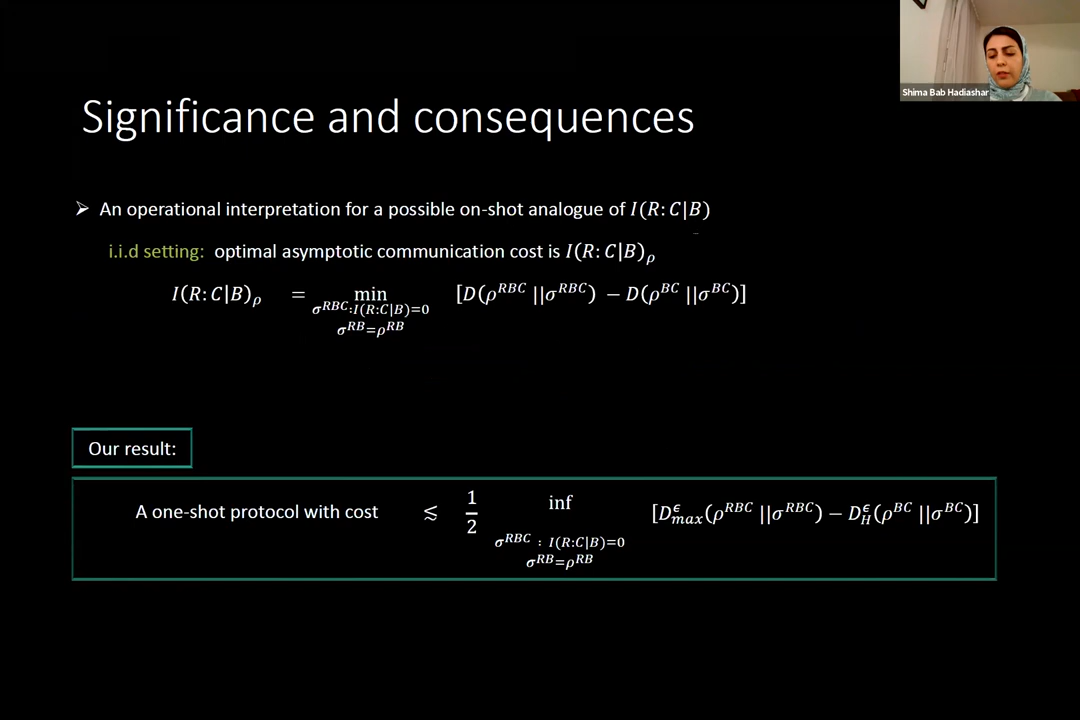 Shima Bab Hadiashar
Significance and consequences
➢ An operational interpretation for a possible on-shot analogue of I(R:C|B)
i.i.d setting: optimal asymptotic communication cost is I(R:C|B)ρ
I(R:C|B)ρ = min [D(ρ^RBC ||σ^RBC) − D(ρ^BC ||σ^BC)]
σ^RBC:I(R:C|B)=0
σ^RB=ρ^RB
Our result:
A one-shot protocol with cost ≲ 1/2 inf [D^ϵ_max(ρ^RBC ||σ^RBC) − D^ϵ_H(ρ^BC ||σ^BC)]
σ^RBC : I(R:C|B)=0
σ^RB=ρ^RB